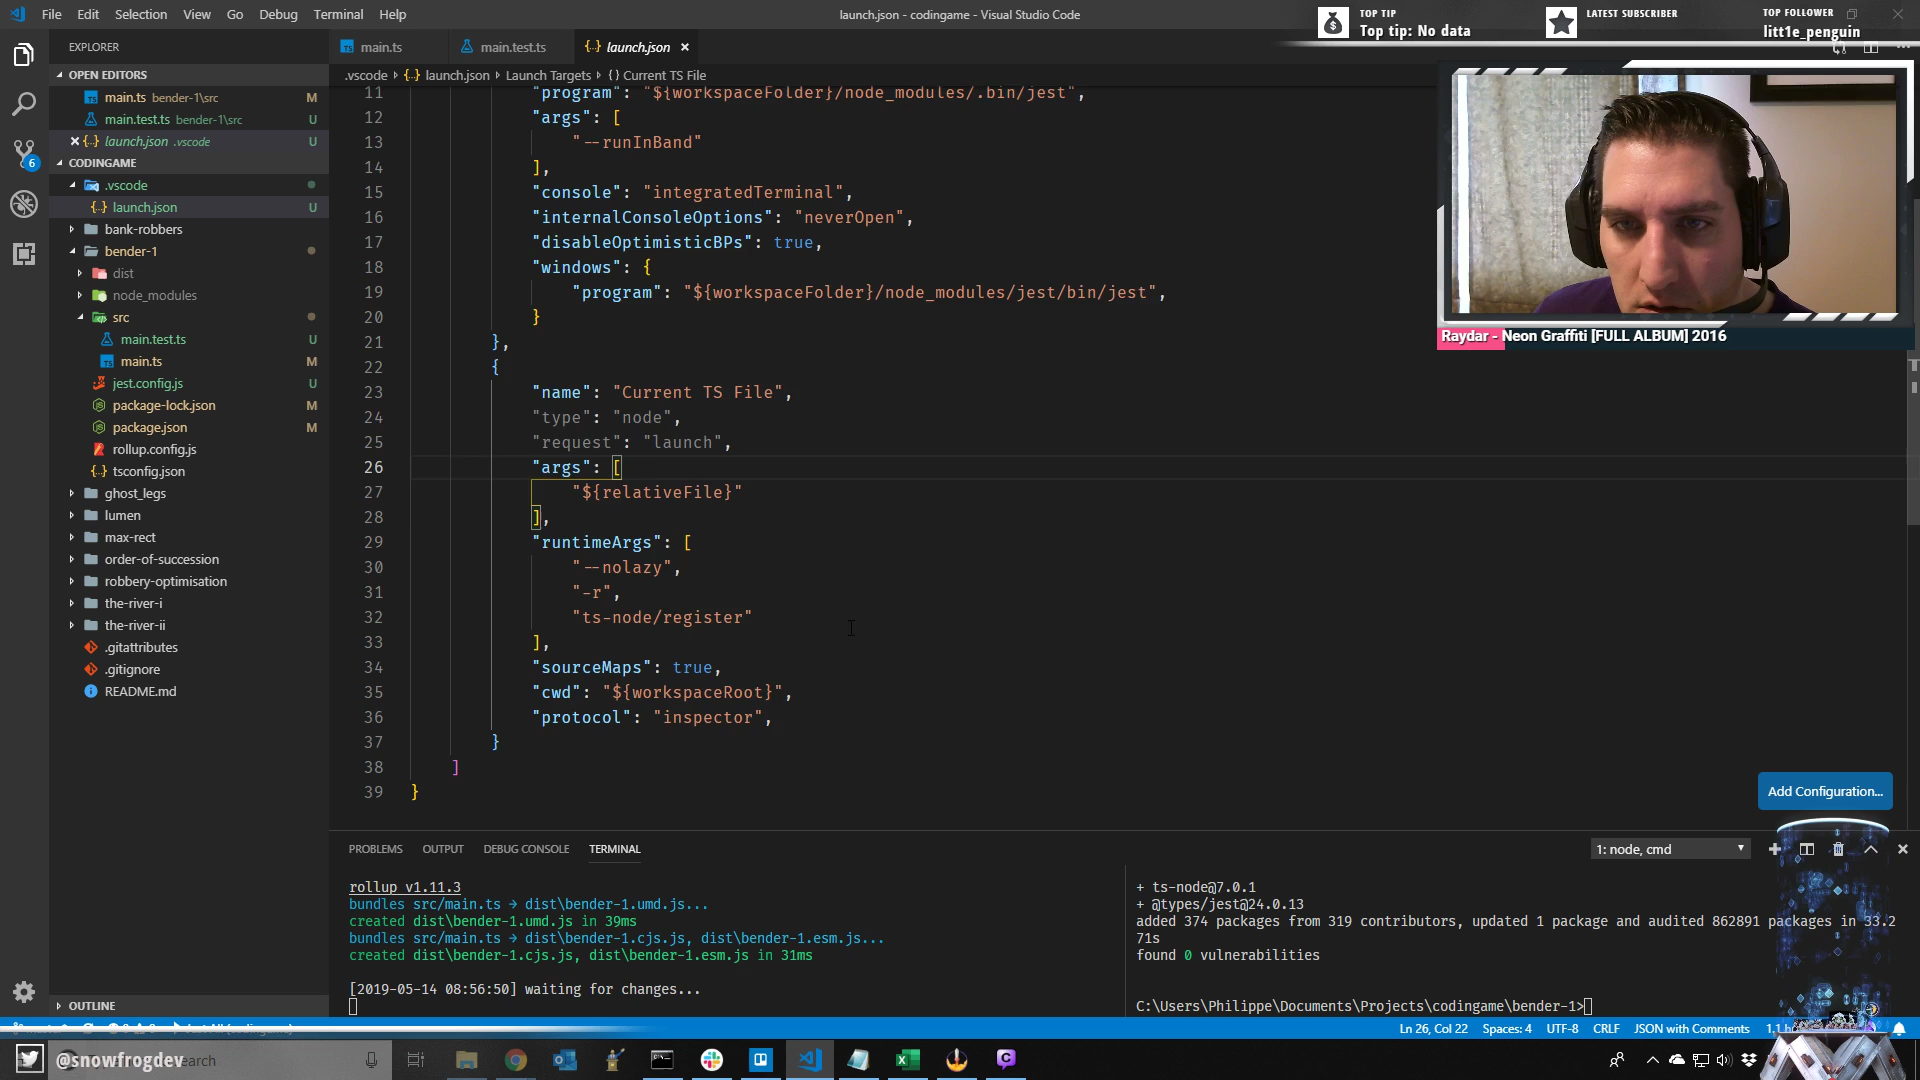 File Edit Selection View Go Debug Terminal Help
launch.json - codingame - Visual Studio Code
TOP TIP
Top tip: No data
LATEST SUBSCRIBER
TOP FOLLOWER
litt1e_penguin
EXPLORER
OPEN EDITORS
main.ts bender-1\src M
main.test.ts bender-1\src U
launch.json .vscode U
CODINGAME
.vscode
launch.json U
bank-robbers
bender-1
dist
node_modules
src
main.test.ts U
main.ts M
jest.config.js U
package-lock.json M
package.json M
rollup.config.js
tsconfig.json
ghost_legs
lumen
max-rect
order-of-succession
robbery-optimisation
the-river-i
the-river-ii
.gitattributes
.gitignore
README.md
OUTLINE
6
main.ts main.test.ts launch.json
.vscode launch.json Launch Targets {} Current TS File
11 "program": "${workspaceFolder}/node_modules/.bin/jest",
12 "args": [
13 "--runInBand"
14 ],
15 "console": "integratedTerminal",
16 "internalConsoleOptions": "neverOpen",
17 "disableOptimisticBPs": true,
18 "windows": {
19 "program": "${workspaceFolder}/node_modules/jest/bin/jest",
20 }
21 },
22 {
23 "name": "Current TS File",
24 "type": "node",
25 "request": "launch",
26 "args": [
27 "${relativeFile}"
28 ],
29 "runtimeArgs": [
30 "--nolazy",
31 "-r",
32 "ts-node/register"
33 ],
34 "sourceMaps": true,
35 "cwd": "${workspaceRoot}",
36 "protocol": "inspector",
37 }
38 ]
39 }
Raydar - Neon Graffiti [FULL ALBUM] 2016
Add Configuration...
PROBLEMS OUTPUT DEBUG CONSOLE TERMINAL
1: node, cmd
rollup v1.11.3
bundles src/main.ts → dist\bender-1.umd.js...
created dist\bender-1.umd.js in 39ms
bundles src/main.ts → dist\bender-1.cjs.js, dist\bender-1.esm.js...
created dist\bender-1.cjs.js, dist\bender-1.esm.js in 31ms
[2019-05-14 08:56:50] waiting for changes...
+ ts-node@7.0.1
+ @types/jest@24.0.13
added 374 packages from 319 contributors, updated 1 package and audited 862891 packages in 33.2
71s
found 0 vulnerabilities
C:\Users\Philippe\Documents\Projects\codingame\bender-1>
Ln 26, Col 22 Spaces: 4 UTF-8 CRLF JSON with Comments
@snowfrogdev